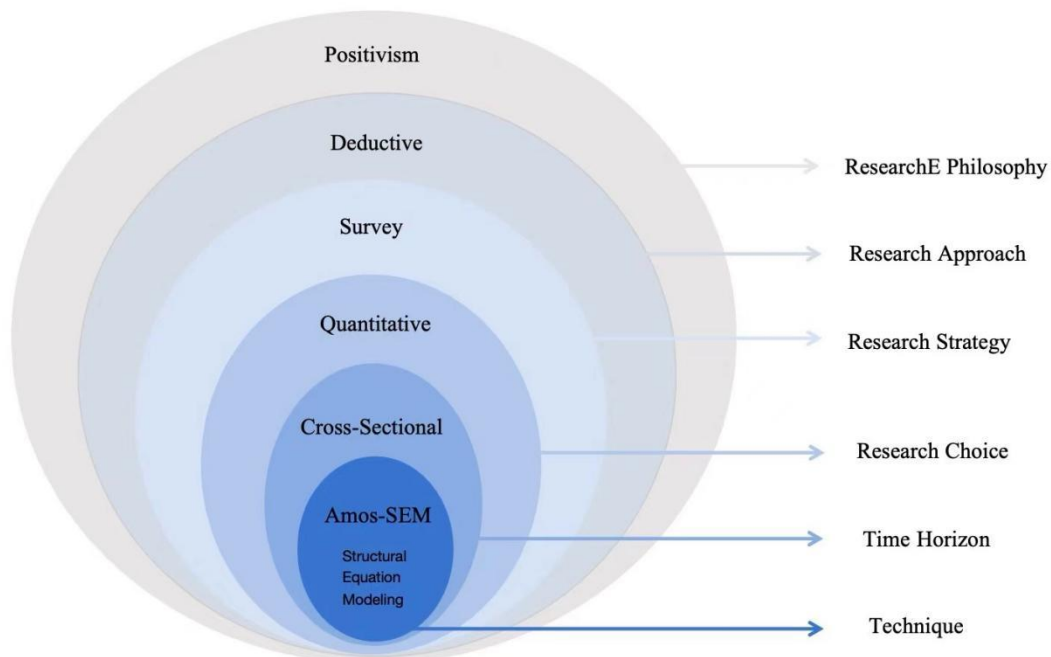 Positivism
Deductive
ResearchE Philosophy
Survey
Research Approach
Quantitative
Research Strategy
Cross-Sectional
Research Choice
Amos-SEM
Structural
Equation
Modeling
Time Horizon
Technique